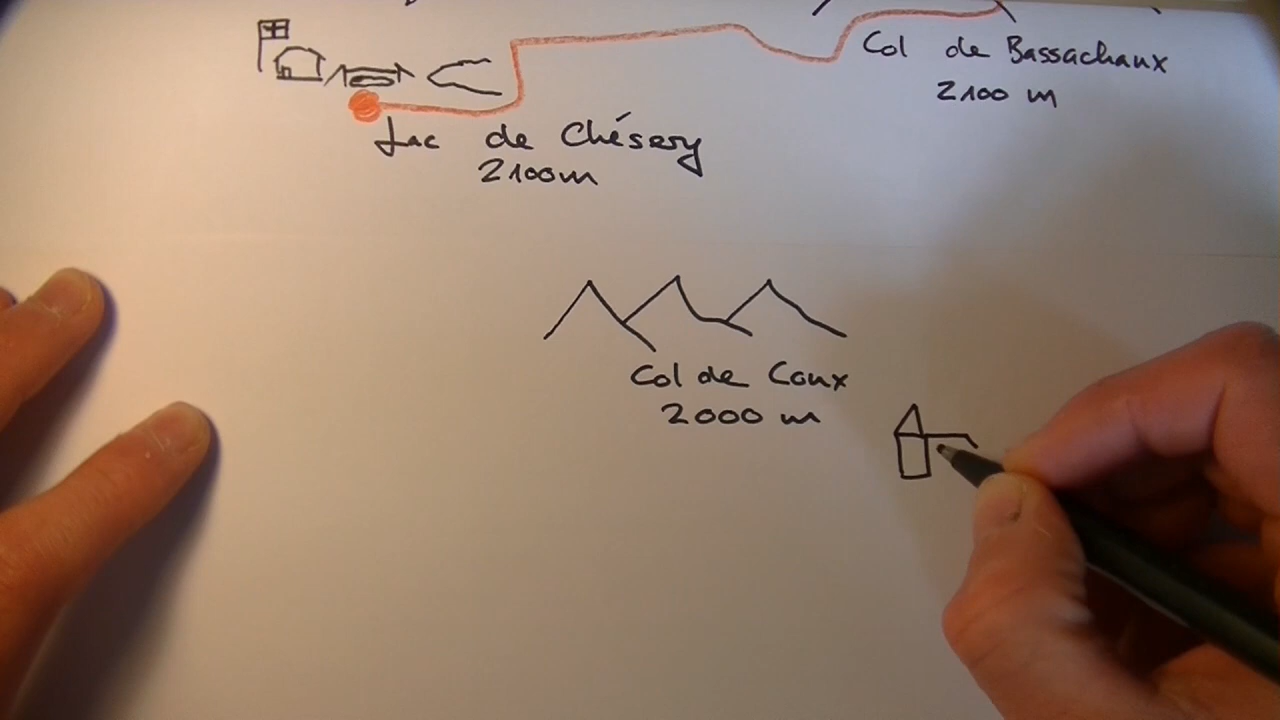 Col de Bassachaux
2100 m
Lac de Chésery
2100m
Col de Coux
2000 m